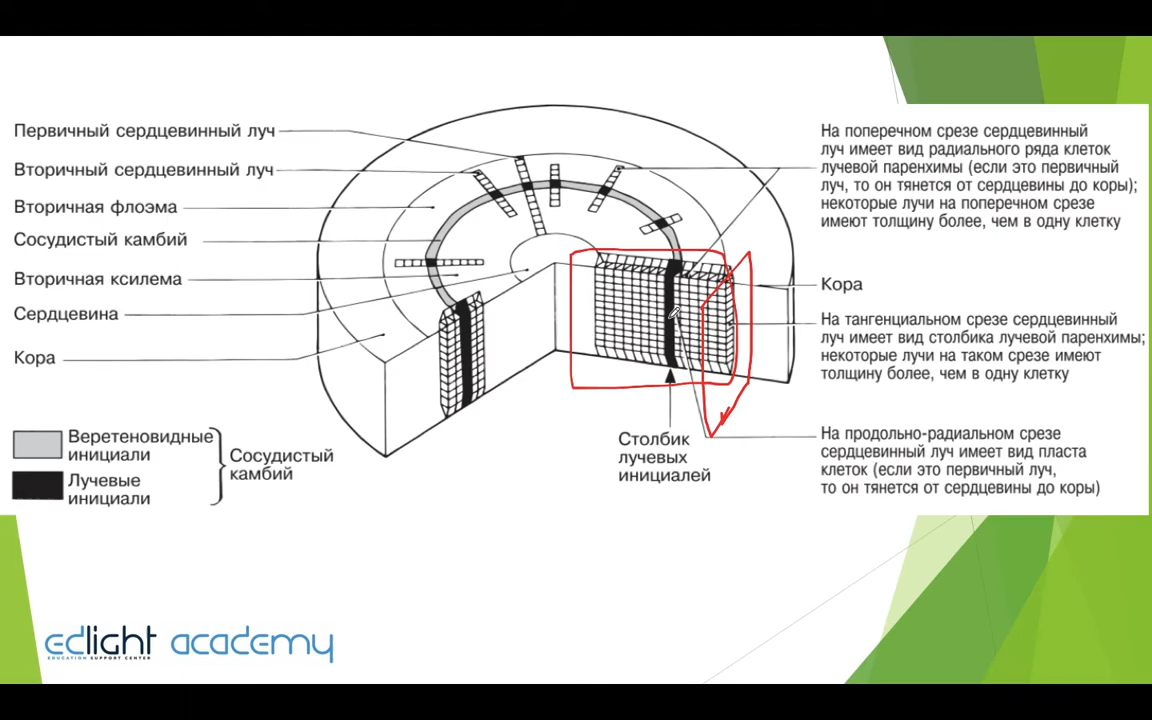 Первичный сердцевинный луч
Вторичный сердцевинный луч
Вторичная флоэма
Сосудистый камбий
Вторичная ксилема
Сердцевина
Кора
Веретеновидные
инициали
Лучевые
инициали
Сосудистый
камбий
Столбик
лучевых
инициалей
На поперечном срезе сердцевинный
луч имеет вид радиального ряда клеток
лучевой паренхимы (если это первичный
луч, то он тянется от сердцевины до коры);
некоторые лучи на поперечном срезе
имеют толщину более, чем в одну клетку
Кора
На тангенциальном срезе сердцевинный
луч имеет вид столбика лучевой паренхимы;
некоторые лучи на таком срезе имеют
толщину более, чем в одну клетку
На продольно-радиальном срезе
сердцевинный луч имеет вид пласта
клеток (если это первичный луч,
то он тянется от сердцевины до коры)
edlight academy
EDUCATION SUPPORT CENTER